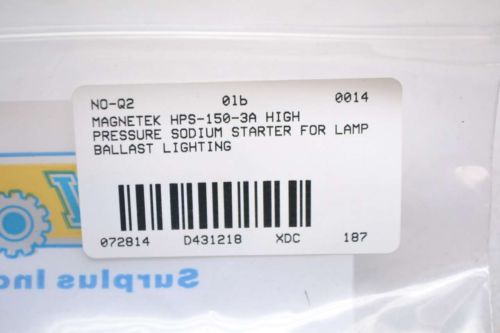 NO-Q2 01b 0014
MAGNETEK HPS-150-3A HIGH
PRESSURE SODIUM STARTER FOR LAMP
BALLAST LIGHTING
072814 D431218 XDC 187
Surplus Ind